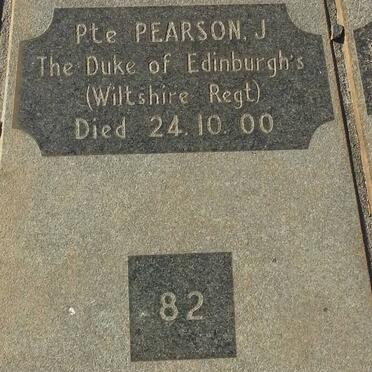 Pte PEARSON, J
The Duke of Edinburgh's
(Wiltshire Regt)
Died 24.10.00
82